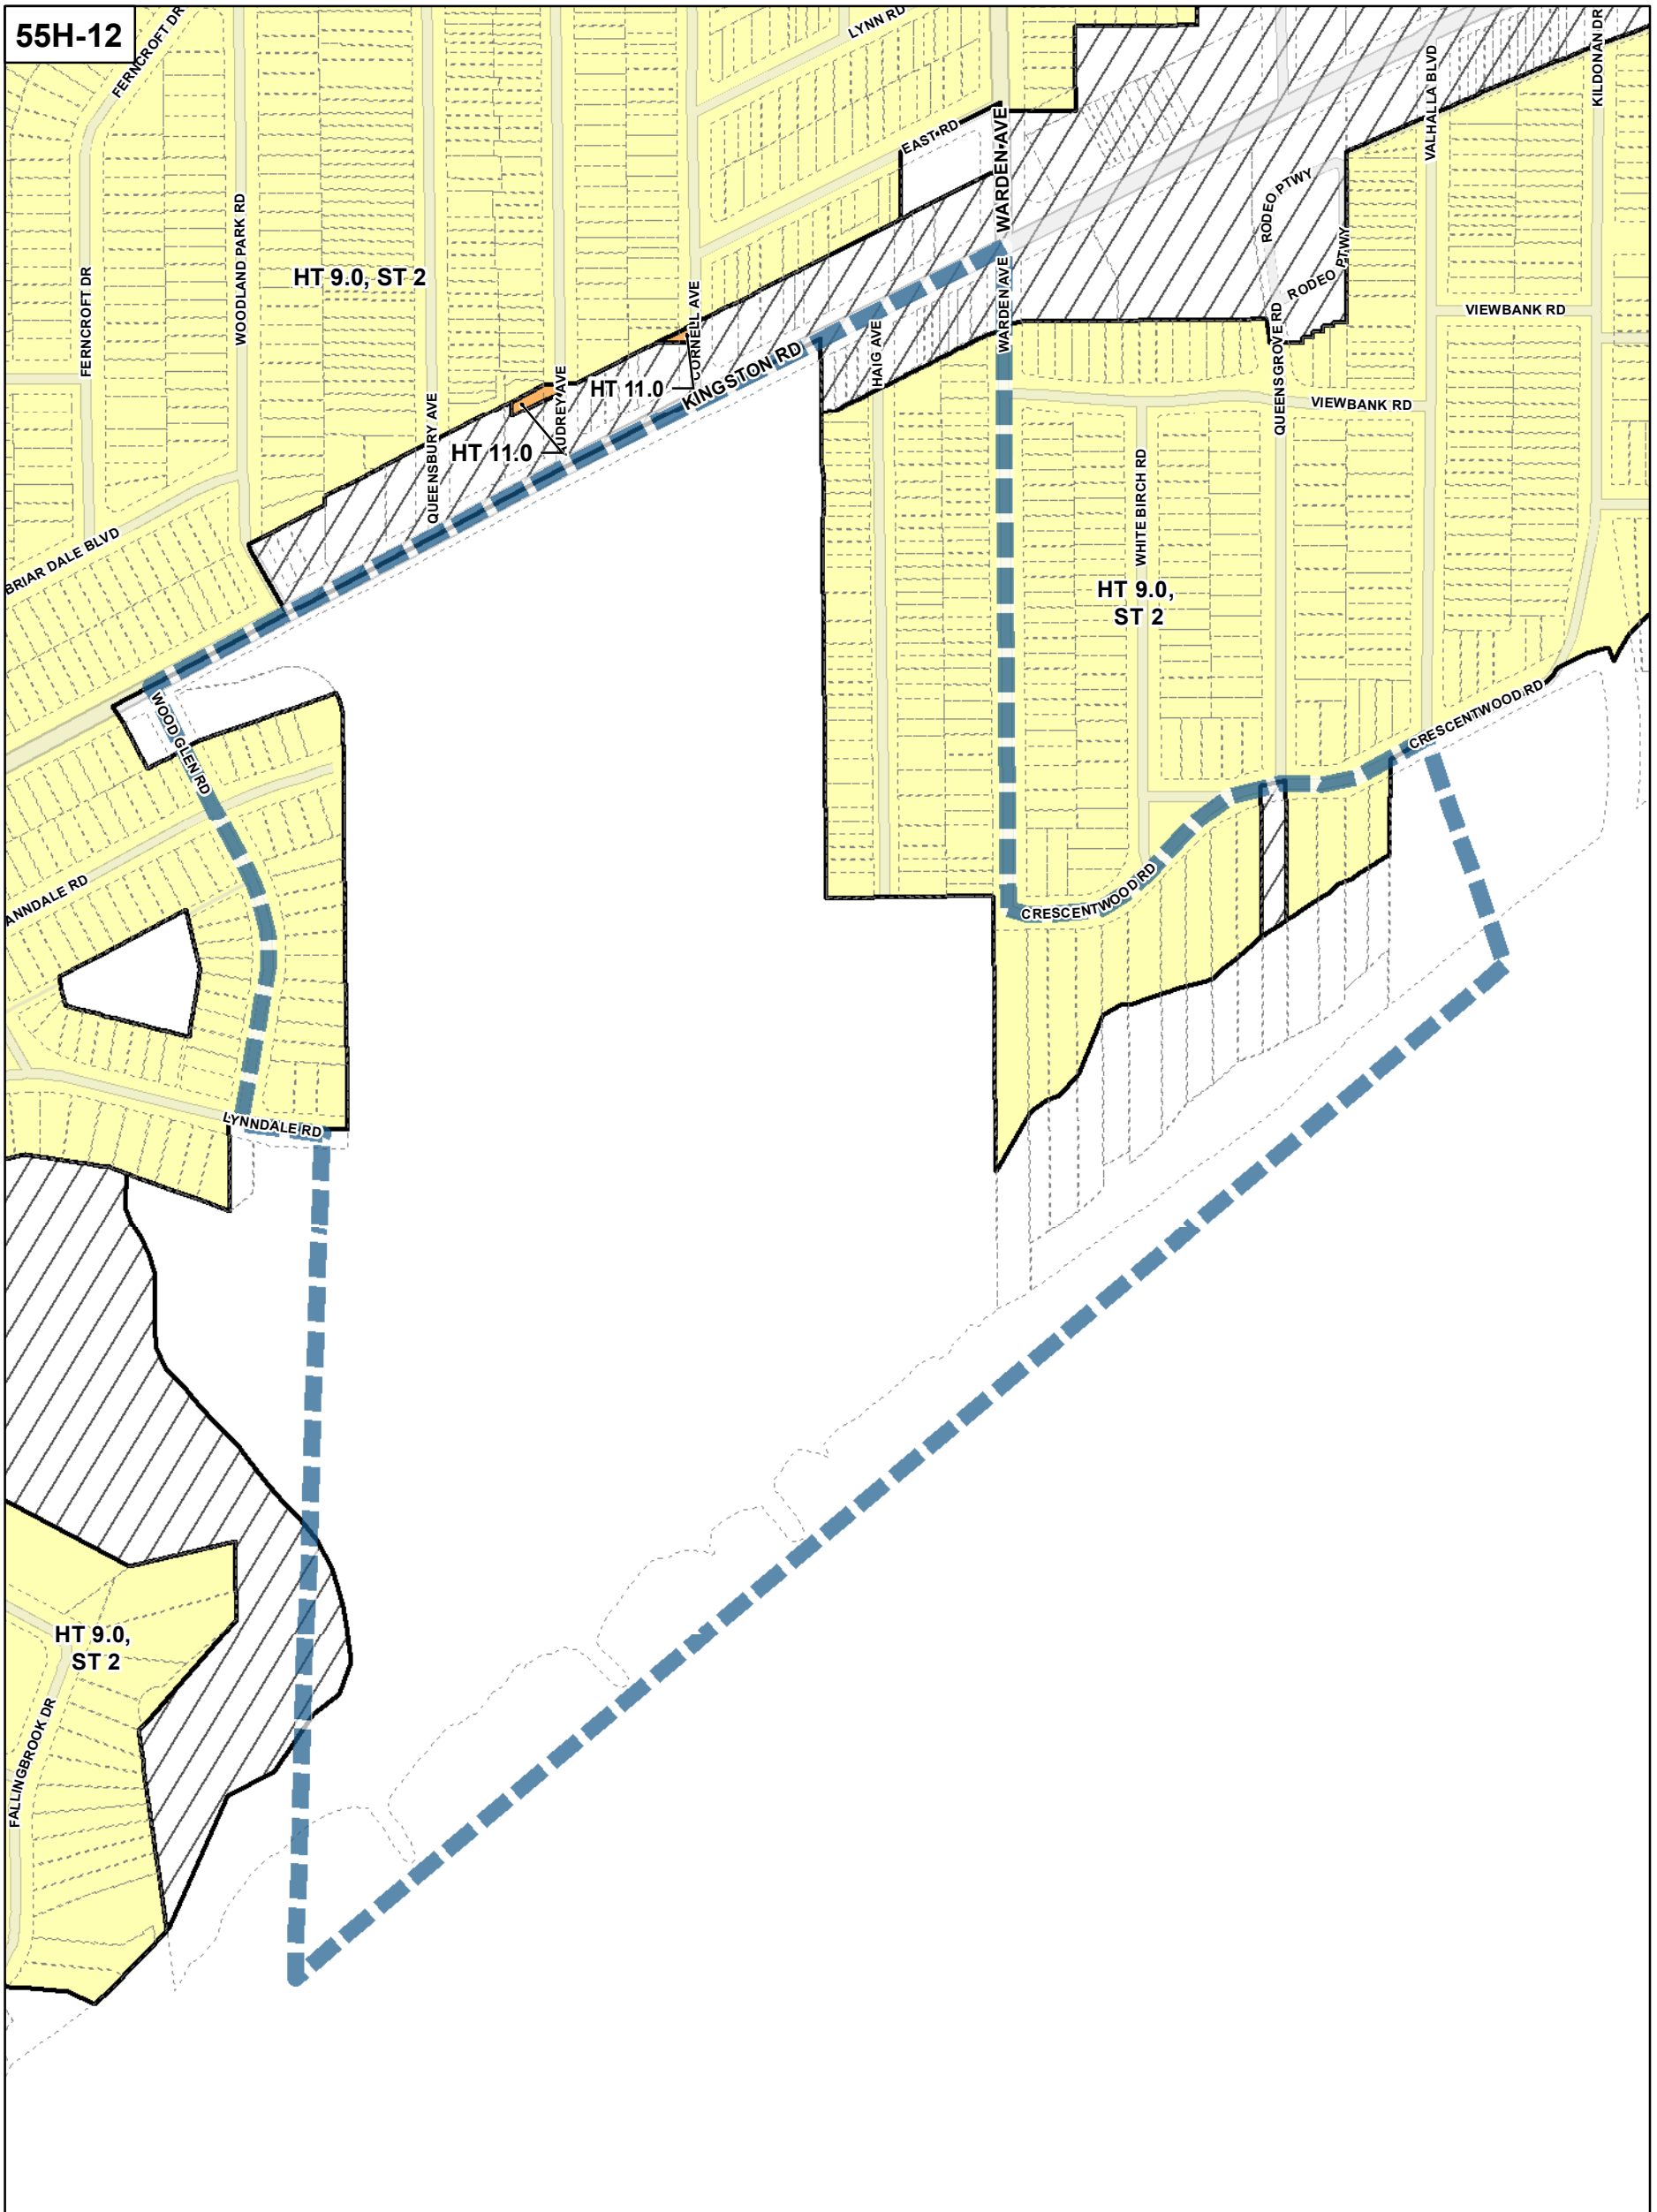 55H-12
FERNCROFT DR
LYNN RD
KILDONAN DR
VALHALLA BLVD
WARDEN AVE
EAST RD
RODEO PTWY
WOODLAND PARK RD
HT 9.0, ST 2
RODEO PTWY
RODEO PTWY
FERNCROFT DR
CORNELL AVE
WARDEN AVE
VIEWBANK RD
HAIG AVE
QUEENSGROVE RD
KINGSTON RD
HT 11.0
AUDREY AVE
QUEENSBURY AVE
VIEWBANK RD
HT 11.0
WHITE BIRCH RD
BRIAR DALE BLVD
HT 9.0,
ST 2
WOOD GLEN RD
CRESCENTWOOD RD
ANNDALE RD
CRESCENTWOOD RD
LYNNDALE RD
HT 9.0,
ST 2
FALLINGBROOK DR